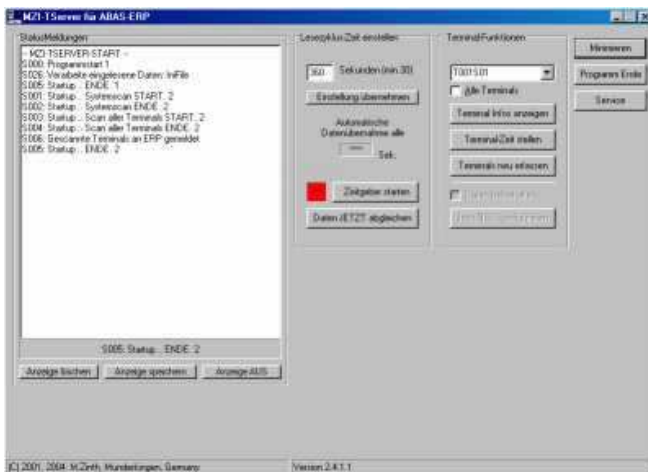 MZI-TServer für ABAS-ERP
StatusMeldungen
-- MZI-TSERVER-START --
S000: Programmstart 1
S026: Verarbeite eingelesene Daten: InFile
S005: Startup... ENDE. 1
S001: Startup... Systemscan START. 2
S002: Startup... Systemscan ENDE. 2
S003: Startup... Scan aller Terminals START. 2
S004: Startup... Scan aller Terminals ENDE. 2
S006: Gescannte Terminals an ERP gemeldet
S005: Startup... ENDE. 2
S005: Startup... ENDE. 2
Anzeige löschen
Anzeige speichern
Anzeige AUS
Lesezyklus-Zeit einstellen
360
Sekunden (min.30)
Einstellung übernehmen
Automatische
Datenübernahme alle
Sek.
Zeitgeber starten
Daten JETZT abgleichen
Terminal-Funktionen
T001:S01
Alle Terminals
Terminal Infos anzeigen
Terminal-Zeit stellen
Terminals neu erfassen
Minimieren
Programm Ende
Service
(C) 2001, 2004: M.Zinth, Munderkingen, Germany
Version 2.4.1.1